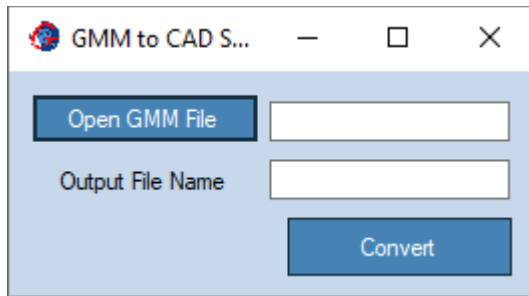 GMM to CAD S...
Open GMM File
Output File Name
Convert